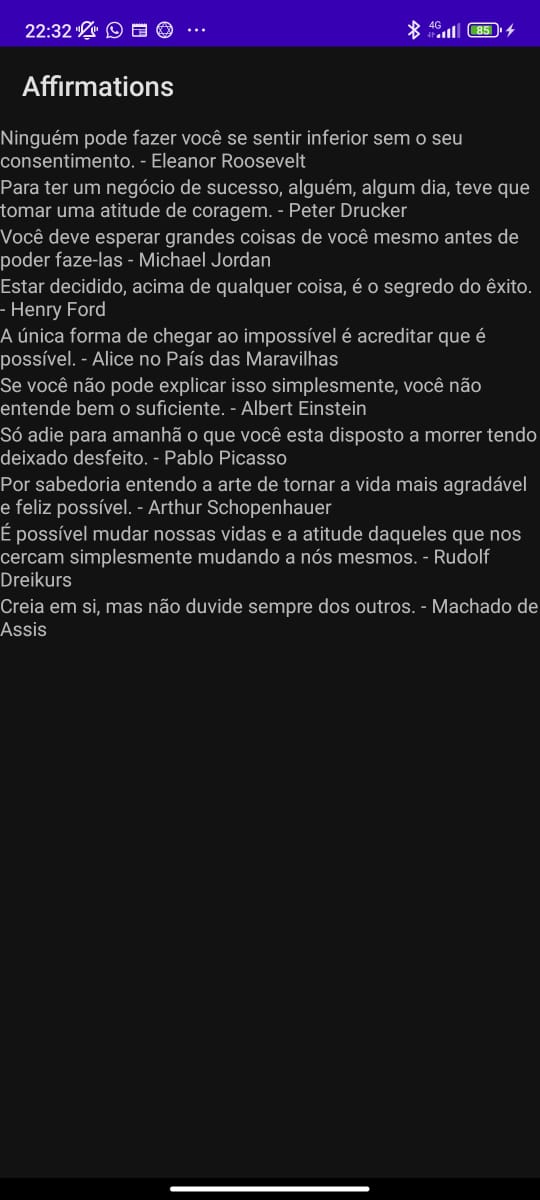 22:32
4G
85
Affirmations
Ninguém pode fazer você se sentir inferior sem o seu
consentimento. - Eleanor Roosevelt
Para ter um negócio de sucesso, alguém, algum dia, teve que
tomar uma atitude de coragem. - Peter Drucker
Você deve esperar grandes coisas de você mesmo antes de
poder faze-las - Michael Jordan
Estar decidido, acima de qualquer coisa, é o segredo do êxito.
- Henry Ford
A única forma de chegar ao impossível é acreditar que é
possível. - Alice no País das Maravilhas
Se você não pode explicar isso simplesmente, você não
entende bem o suficiente. - Albert Einstein
Só adie para amanhã o que você esta disposto a morrer tendo
deixado desfeito. - Pablo Picasso
Por sabedoria entendo a arte de tornar a vida mais agradável
e feliz possível. - Arthur Schopenhauer
É possível mudar nossas vidas e a atitude daqueles que nos
cercam simplesmente mudando a nós mesmos. - Rudolf
Dreikurs
Creia em si, mas não duvide sempre dos outros. - Machado de
Assis